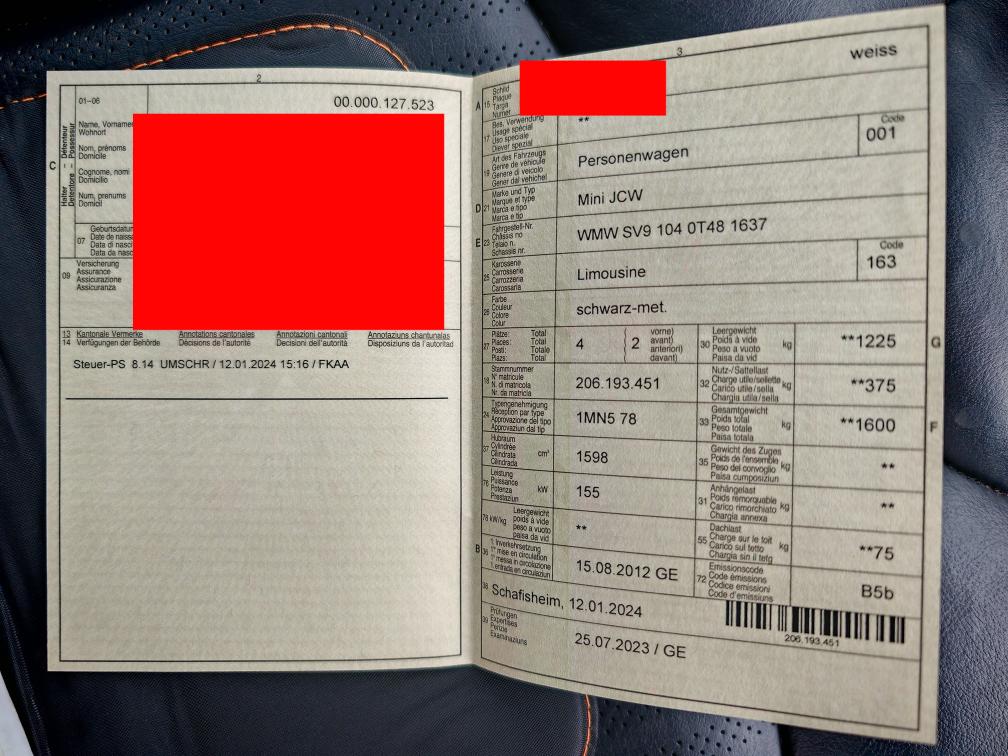 2
01-06
00.000.127.523
C
Halter – Détenteur
Detentore – Possessur
Name, Vornamen
Wohnort
Nom, prénoms
Domicile
Cognome, nomi
Domicilio
Num, prenums
Domicil
07
Date de
Data di
Data da
09
Versicherung
Assurance
Assicurazione
Assicuranza
13 Kantonale Vermerke Annotations cantonales Annotazioni cantonali Annotaziuns chantunalas
14 Verfügungen der Behörde Décisions de l'autorité Decisioni dell'autorità Disposiziuns da l'autoritad
Steuer-PS 8.14 UMSCHR / 12.01.2024 15:16 / FKAA
3
weiss
A 15
Schild
Plaque
Targa
Numer
17
Bes. Verwendung
Usage spécial
Uso speciale
Diever spezial
**
19
Art des Fahrzeugs
Genre de véhicule
Genere di veicolo
Gener dal vehichel
Personenwagen
Code
001
D 21
Marke und Typ
Marque et type
Marca e tipo
Marca e tip
Mini JCW
E 23
Fahrgestell-Nr.
Châssis no
Telaio n.
Schassis nr.
WMW SV9 104 0T48 1637
25
Karosserie
Carrosserie
Carrozzeria
Carossaria
Limousine
Code
163
26
Farbe
Couleur
Colore
Colur
schwarz-met.
27
Plätze: Total
Places: Total
Posti: Totale
Plazs: Total
4
2
vorne)
avant)
anteriori)
davant)
30
Leergewicht
Poids à vide
Peso a vuoto
Paisa da vid
kg
**1225
G
18
Stammnummer
N° matricule
N. di matricola
Nr. da matricla
206.193.451
32
Nutz-/Sattellast
Charge utile/sellette
Carico utile/sella
Chargia utila/sella
kg
**375
24
Typengenehmigung
Réception par type
Approvazione del tipo
Approvaziun dal tip
1MN5 78
33
Gesamtgewicht
Poids total
Peso totale
Paisa totala
kg
**1600
F
37
Hubraum
Cylindrée
Cilindrata
Cilindrada
cm³
1598
35
Gewicht des Zuges
Poids de l'ensemble
Peso del convoglio
Paisa cumposiziun
kg
**
76
Leistung
Puissance
Potenza
Prestaziun
kW
155
31
Anhängelast
Poids remorquable
Carico rimorchiato
Chargia annexa
kg
**
78 kW/kg
Leergewicht
poids à vide
peso a vuoto
paisa da vid
**
55
Dachlast
Charge sur le toit
Carico sul tetto
Chargia sin il tetg
kg
**75
B 36
1. Inverkehrsetzung
1re mise en circulation
1a messa in circolazione
1. entrada en circulaziun
15.08.2012 GE
72
Emissionscode
Code émissions
Codice emissioni
Code d'emissiuns
B5b
38
Schafisheim, 12.01.2024
206.193.451
39
Prüfungen
Expertises
Perizie
Examinaziuns
25.07.2023 / GE